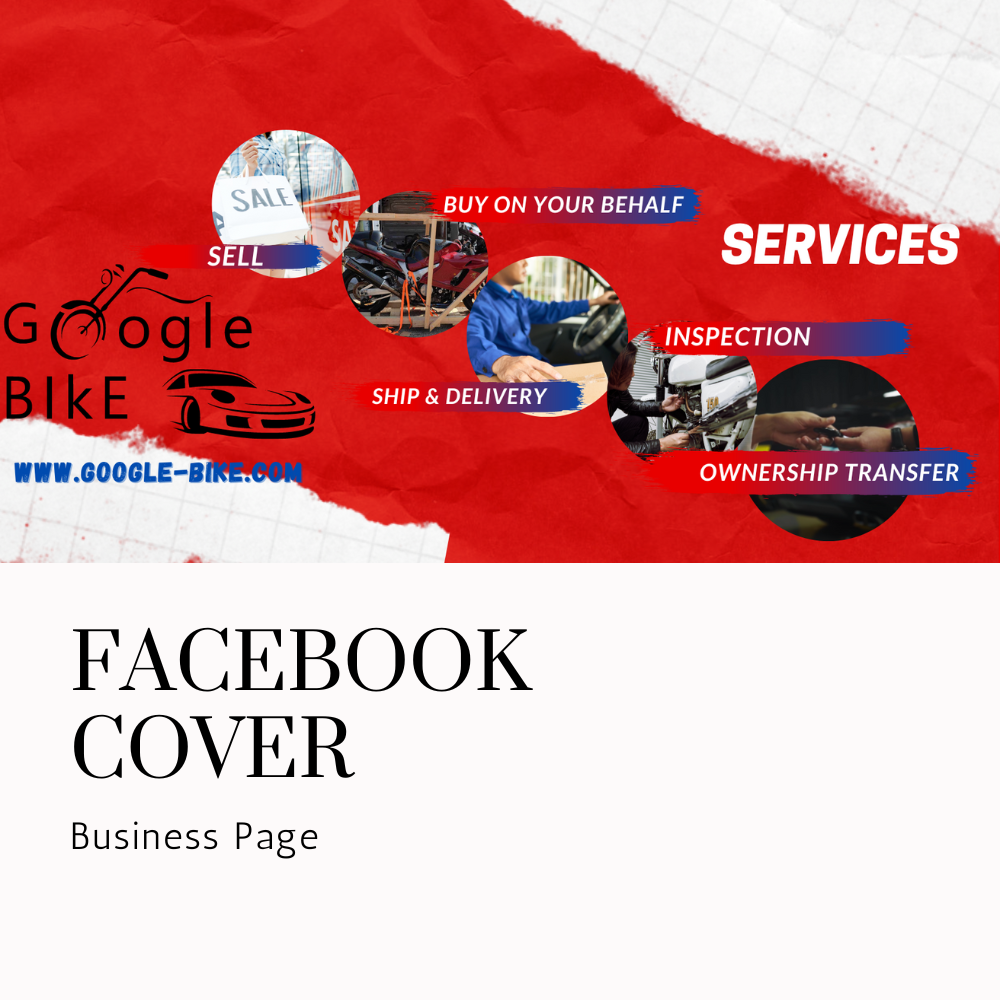 SALE
SA
SELL
BUY ON YOUR BEHALF
SERVICES
Google
BIkE
INSPECTION
SHIP & DELIVERY
OWNERSHIP TRANSFER
WWW.GOOGLE-BIKE.COM
FACEBOOK
COVER
Business Page